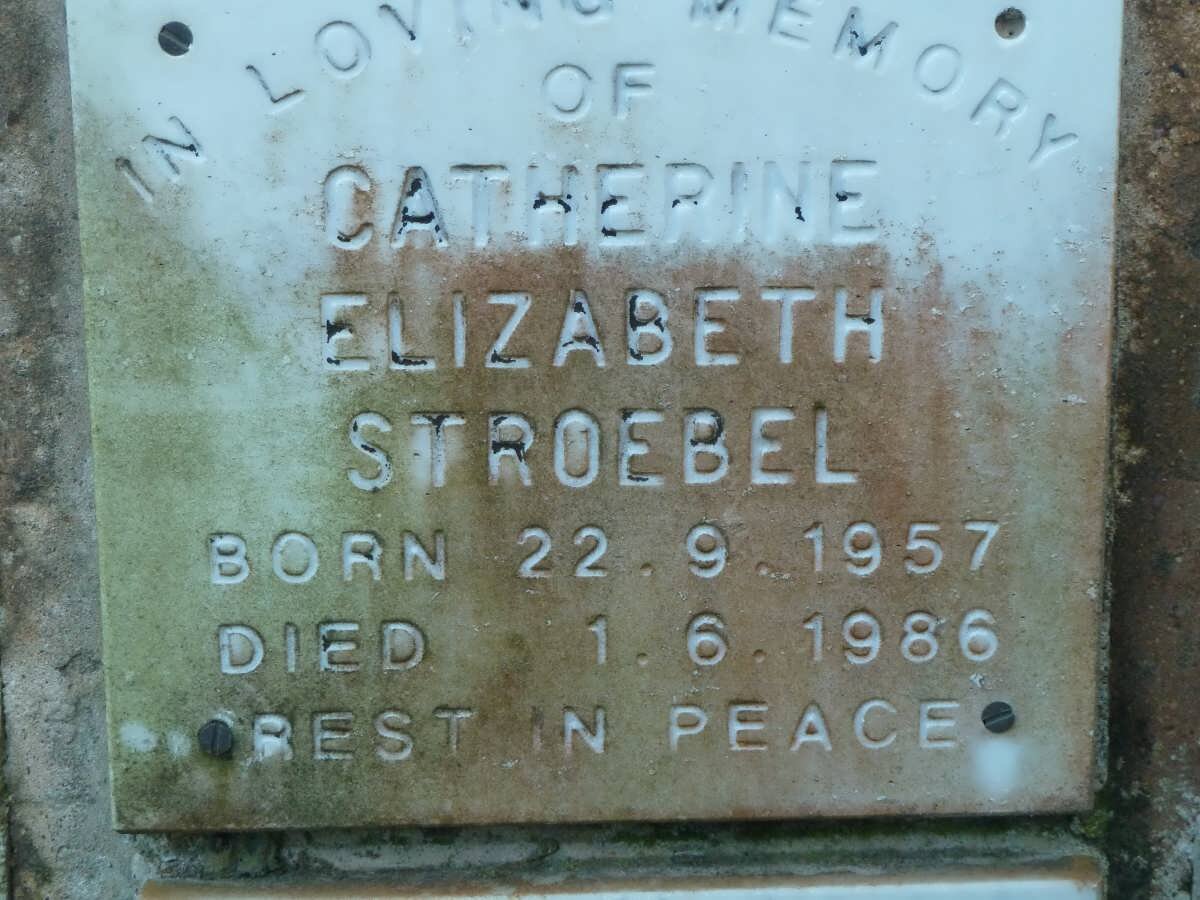 IN LOVING MEMORY
OF
CATHERINE
ELIZABETH
STROEBEL
BORN 22.9.1957
DIED 1.6.1986
REST IN PEACE